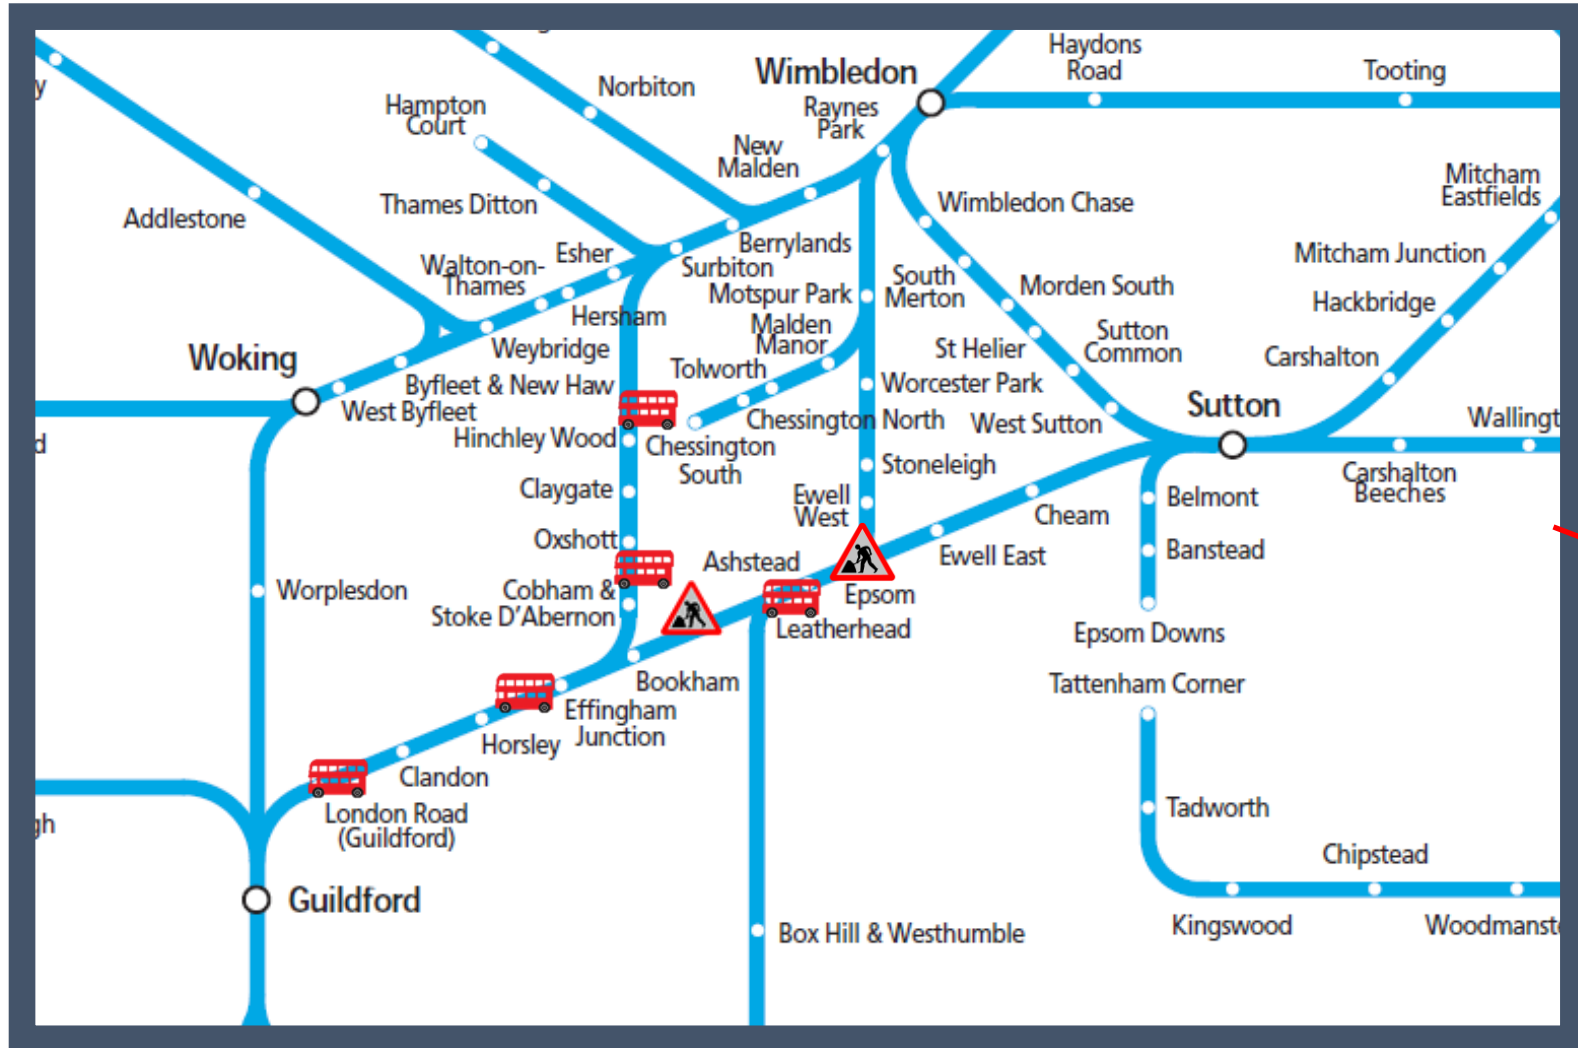 Haydons
Road
Tooting
Wimbledon
Norbiton
Raynes
Park
Hampton
Court
New
Malden
Mitcham
Eastfields
Thames Ditton
Wimbledon Chase
Addlestone
Esher
Berrylands
Mitcham Junction
Walton-on-
Thames
Surbiton
South
Merton
Morden South
Motspur Park
Hackbridge
Hersham
Malden
Manor
Sutton
Common
Woking
Weybridge
St Helier
Carshalton
Tolworth
Byfleet & New Haw
Worcester Park
West Byfleet
Chessington North
West Sutton
Sutton
Wallingt
Hinchley Wood
Chessington
South
Stoneleigh
Carshalton
Beeches
Claygate
Ewell
West
Belmont
Cheam
Oxshott
Ashstead
Ewell East
Banstead
Worplesdon
Cobham &
Stoke D'Abernon
Epsom
Leatherhead
Epsom Downs
Bookham
Tattenham Corner
Effingham
Junction
Horsley
Clandon
London Road
(Guildford)
Tadworth
Chipstead
Guildford
Box Hill & Westhumble
Kingswood
Woodmanst
y
d
gh